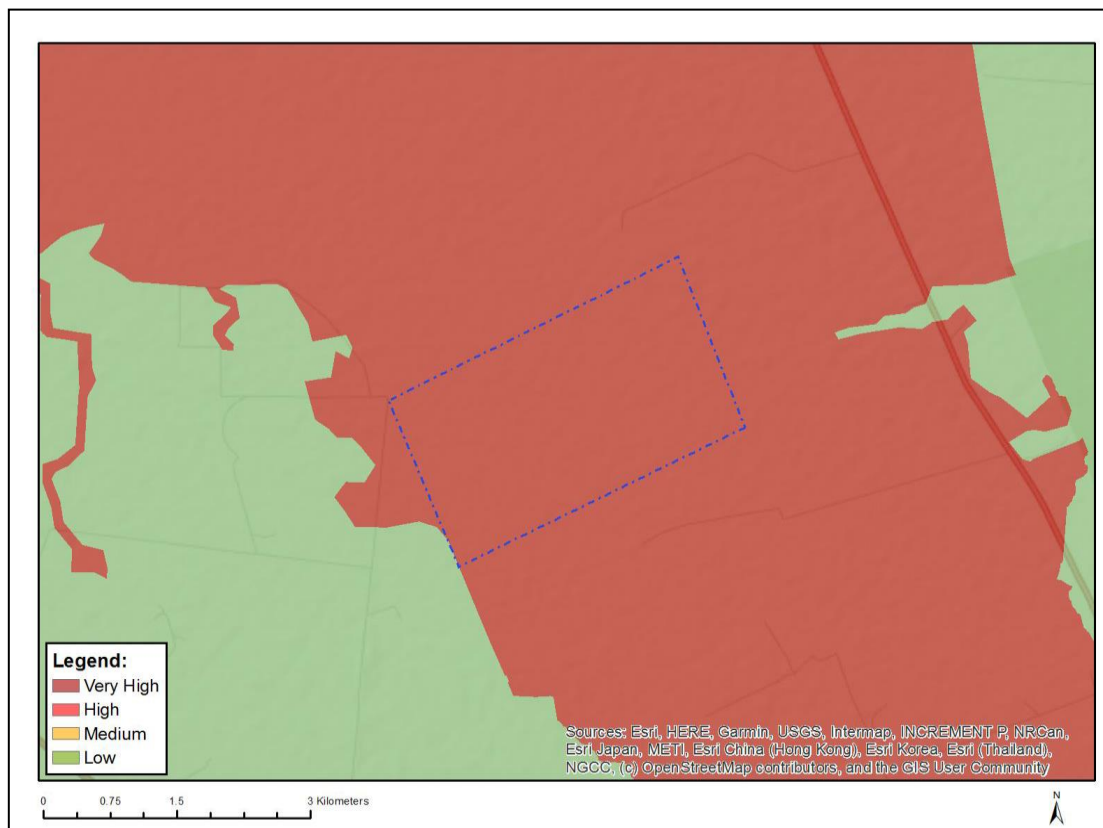 Legend:
Very High
High
Medium
Low
Sources: Esri, HERE, Garmin, USGS, Intermap, INCREMENT P, NRCan,
Esri Japan, METI, Esri China (Hong Kong), Esri Korea, Esri (Thailand),
NGCC, (c) OpenStreetMap contributors, and the GIS User Community
0 0.75 1.5 3 Kilometers
N